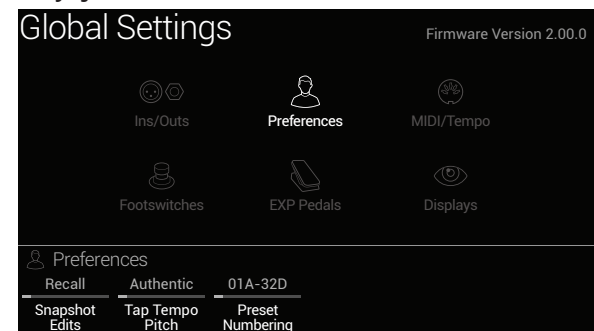 Global Settings
Firmware Version 2.00.0
Ins/Outs
Preferences
MIDI/Tempo
Footswitches
EXP Pedals
Displays
Preferences
Recall
Authentic
01A-32D
Snapshot
Edits
Tap Tempo
Pitch
Preset
Numbering